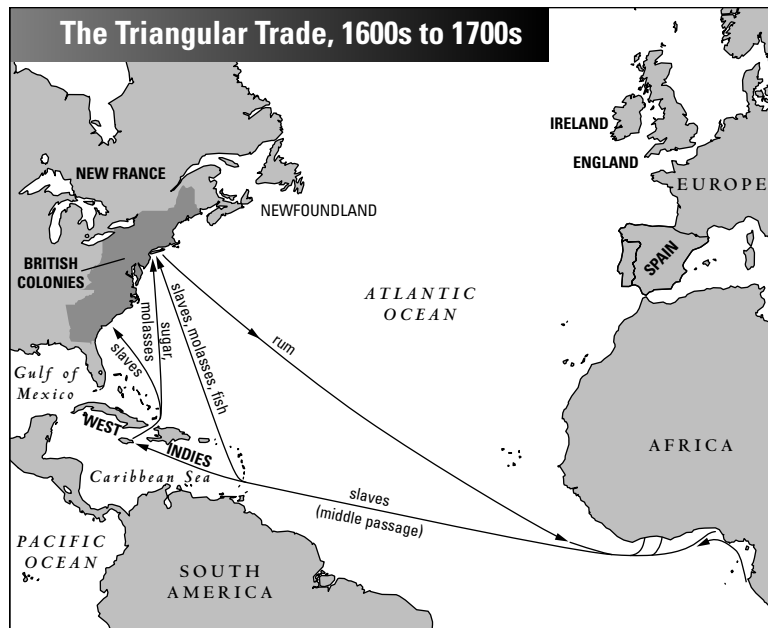 The Triangular Trade, 1600s to 1700s
IRELAND
ENGLAND
EUROPE
NEW FRANCE
NEWFOUNDLAND
SPAIN
BRITISH
COLONIES
ATLANTIC
OCEAN
sugar,
molasses
slaves, molasses, fish
rum
slaves
Gulf of
Mexico
WEST
INDIES
AFRICA
Caribbean Sea
slaves
(middle passage)
PACIFIC
OCEAN
SOUTH
AMERICA